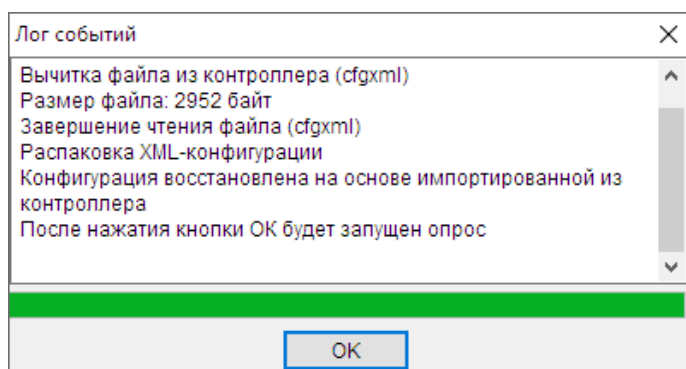 Лог событий
Вычитка файла из контроллера (cfgxml)
Размер файла: 2952 байт
Завершение чтения файла (cfgxml)
Распаковка XML-конфигурации
Конфигурация восстановлена на основе импортированной из
контроллера
После нажатия кнопки ОК будет запущен опрос
OK